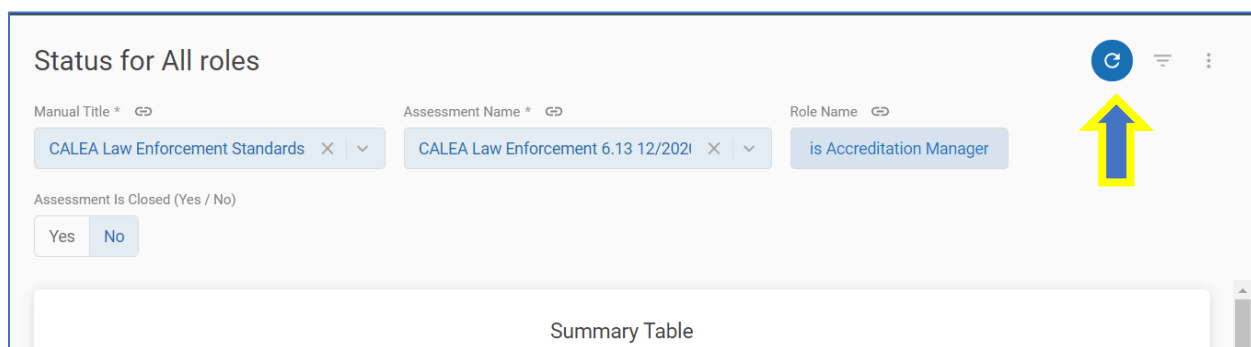 Status for All roles
Manual Title * Assessment Name * Role Name
CALEA Law Enforcement Standards CALEA Law Enforcement 6.13 12/202 is Accreditation Manager
Assessment Is Closed (Yes / No)
Yes No
Summary Table